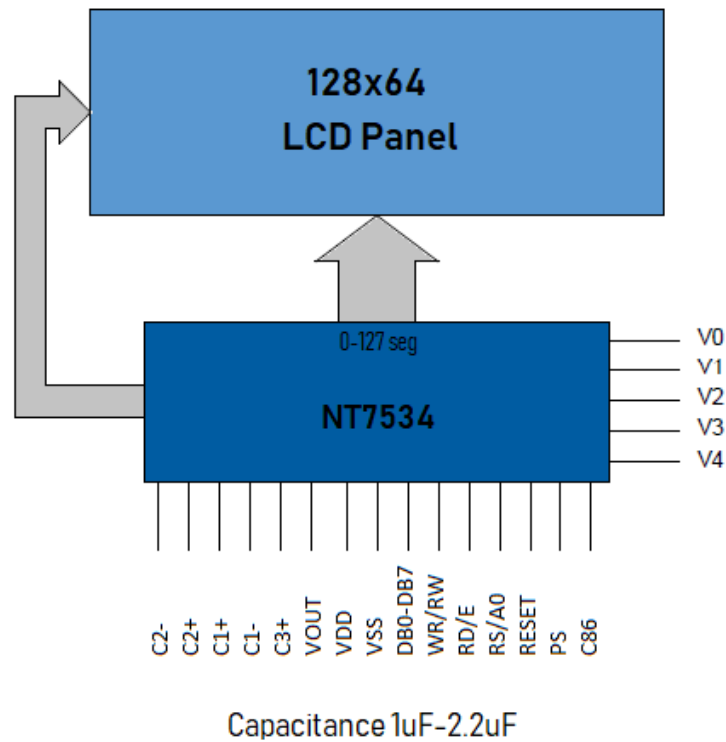 128x64
LCD Panel
0-127 seg
NT7534
V0
V1
V2
V3
V4
C2-
C2+
C1+
C1-
C3+
VOUT
VDD
VSS
DB0-DB7
WR/RW
RD/E
RS/A0
RESET
PS
C86
Capacitance 1uF-2.2uF